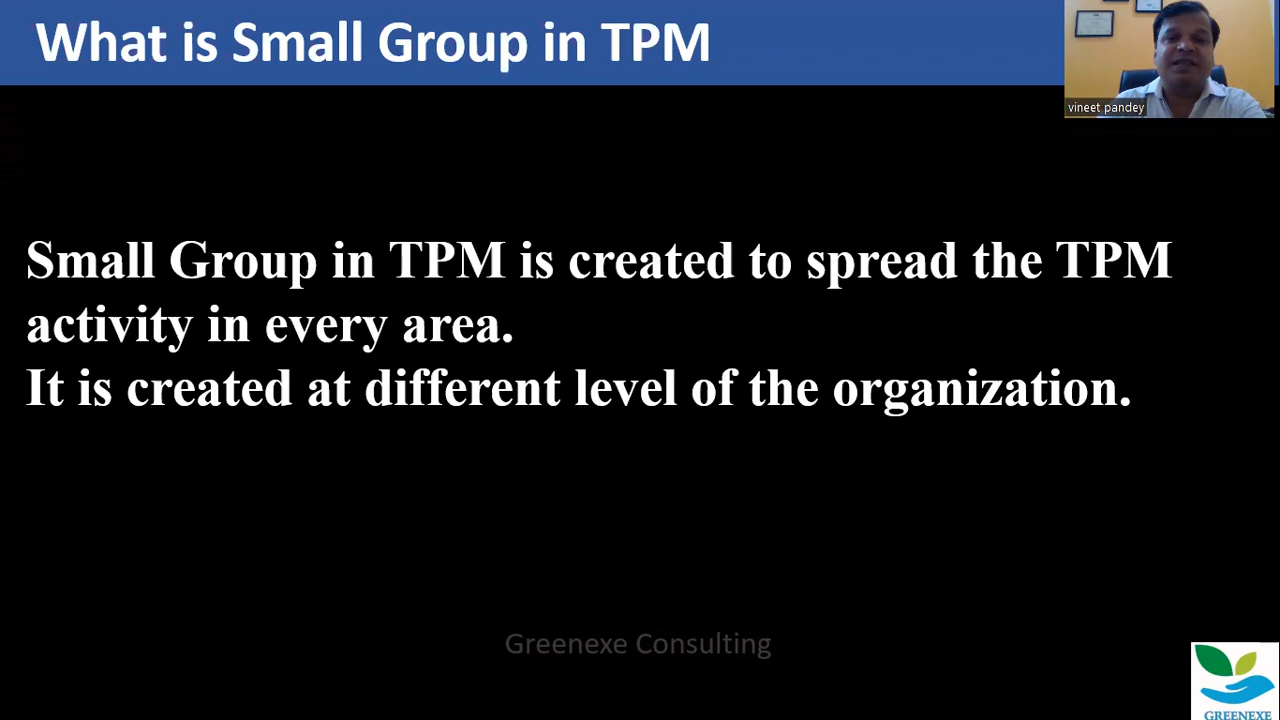 What is Small Group in TPM
vineet pandey
Small Group in TPM is created to spread the TPM
activity in every area.
It is created at different level of the organization.
Greenexe Consulting
GREENEXE